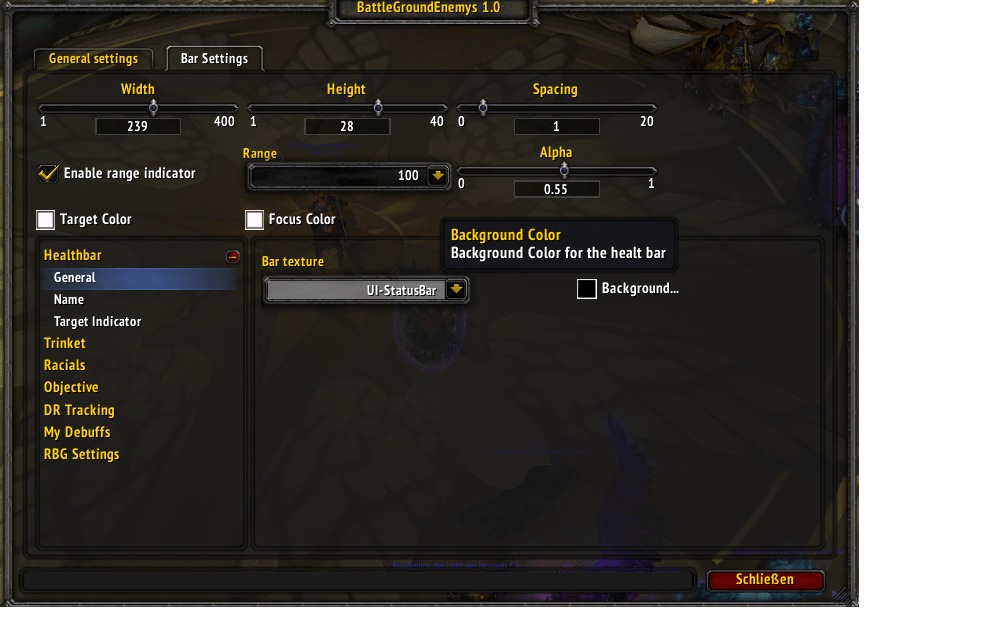 BattleGroundEnemys 1.0
General settings
Bar Settings
Width
Height
Spacing
1
239
400
1
28
40
0
1
20
Enable range indicator
Range
100
Alpha
0
0.55
1
Target Color
Focus Color
Background Color
Background Color for the healt bar
Healthbar
General
Name
Target Indicator
Trinket
Racials
Objective
DR Tracking
My Debuffs
RBG Settings
Bar texture
UI-StatusBar
Background...
Schließen